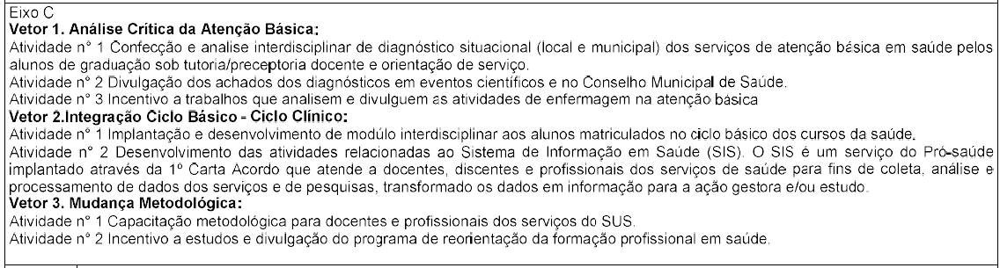 Eixo C
Vetor 1. Análise Crítica da Atenção Básica:
Atividade n° 1 Confecção e analise interdisciplinar de diagnóstico situacional (local e municipal) dos serviços de atenção básica em saúde pelos
alunos de graduação sob tutoria/preceptoria docente e orientação de serviço.
Atividade n° 2 Divulgação dos achados dos diagnósticos em eventos científicos e no Conselho Municipal de Saúde.
Atividade n° 3 Incentivo a trabalhos que analisem e divulguem as atividades de enfermagem na atenção básica
Vetor 2.Integração Ciclo Básico - Ciclo Clínico:
Atividade n° 1 Implantação e desenvolvimento de modúlo interdisciplinar aos alunos matriculados no ciclo básico dos cursos da saúde.
Atividade n° 2 Desenvolvimento das atividades relacionadas ao Sistema de Informação em Saúde (SIS). O SIS é um serviço do Pró-saúde
implantado através da 1º Carta Acordo que atende a docentes, discentes e profissionais dos serviços de saúde para fins de coleta, análise e
processamento de dados dos serviços e de pesquisas, transformado os dados em informação para a ação gestora e/ou estudo.
Vetor 3. Mudança Metodológica:
Atividade n° 1 Capacitação metodológica para docentes e profissionais dos serviços do SUS.
Atividade n° 2 Incentivo a estudos e divulgação do programa de reorientação da formação profissional em saúde.